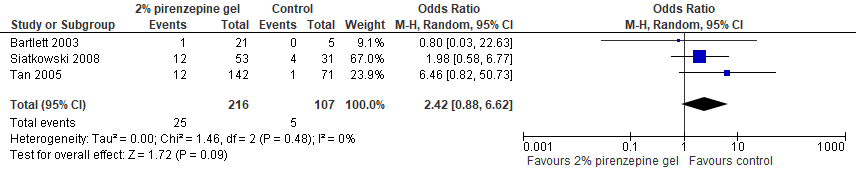 2% pirenzepine gel Control Odds Ratio Odds Ratio
Study or Subgroup Events Total Events Total Weight M-H, Random, 95% CI M-H, Random, 95% CI
Bartlett 2003 1 21 0 5 9.1% 0.80 [0.03, 22.63]
Siatkowski 2008 12 53 4 31 67.0% 1.98 [0.58, 6.77]
Tan 2005 12 142 1 71 23.9% 6.46 [0.82, 50.73]
Total (95% CI) 216 107 100.0% 2.42 [0.88, 6.62]
Total events 25 5
Heterogeneity: Tau² = 0.00; Chi² = 1.46, df = 2 (P = 0.48); I² = 0%
Test for overall effect: Z = 1.72 (P = 0.09)
0.001 0.1 1 10 1000
Favours 2% pirenzepine gel Favours control